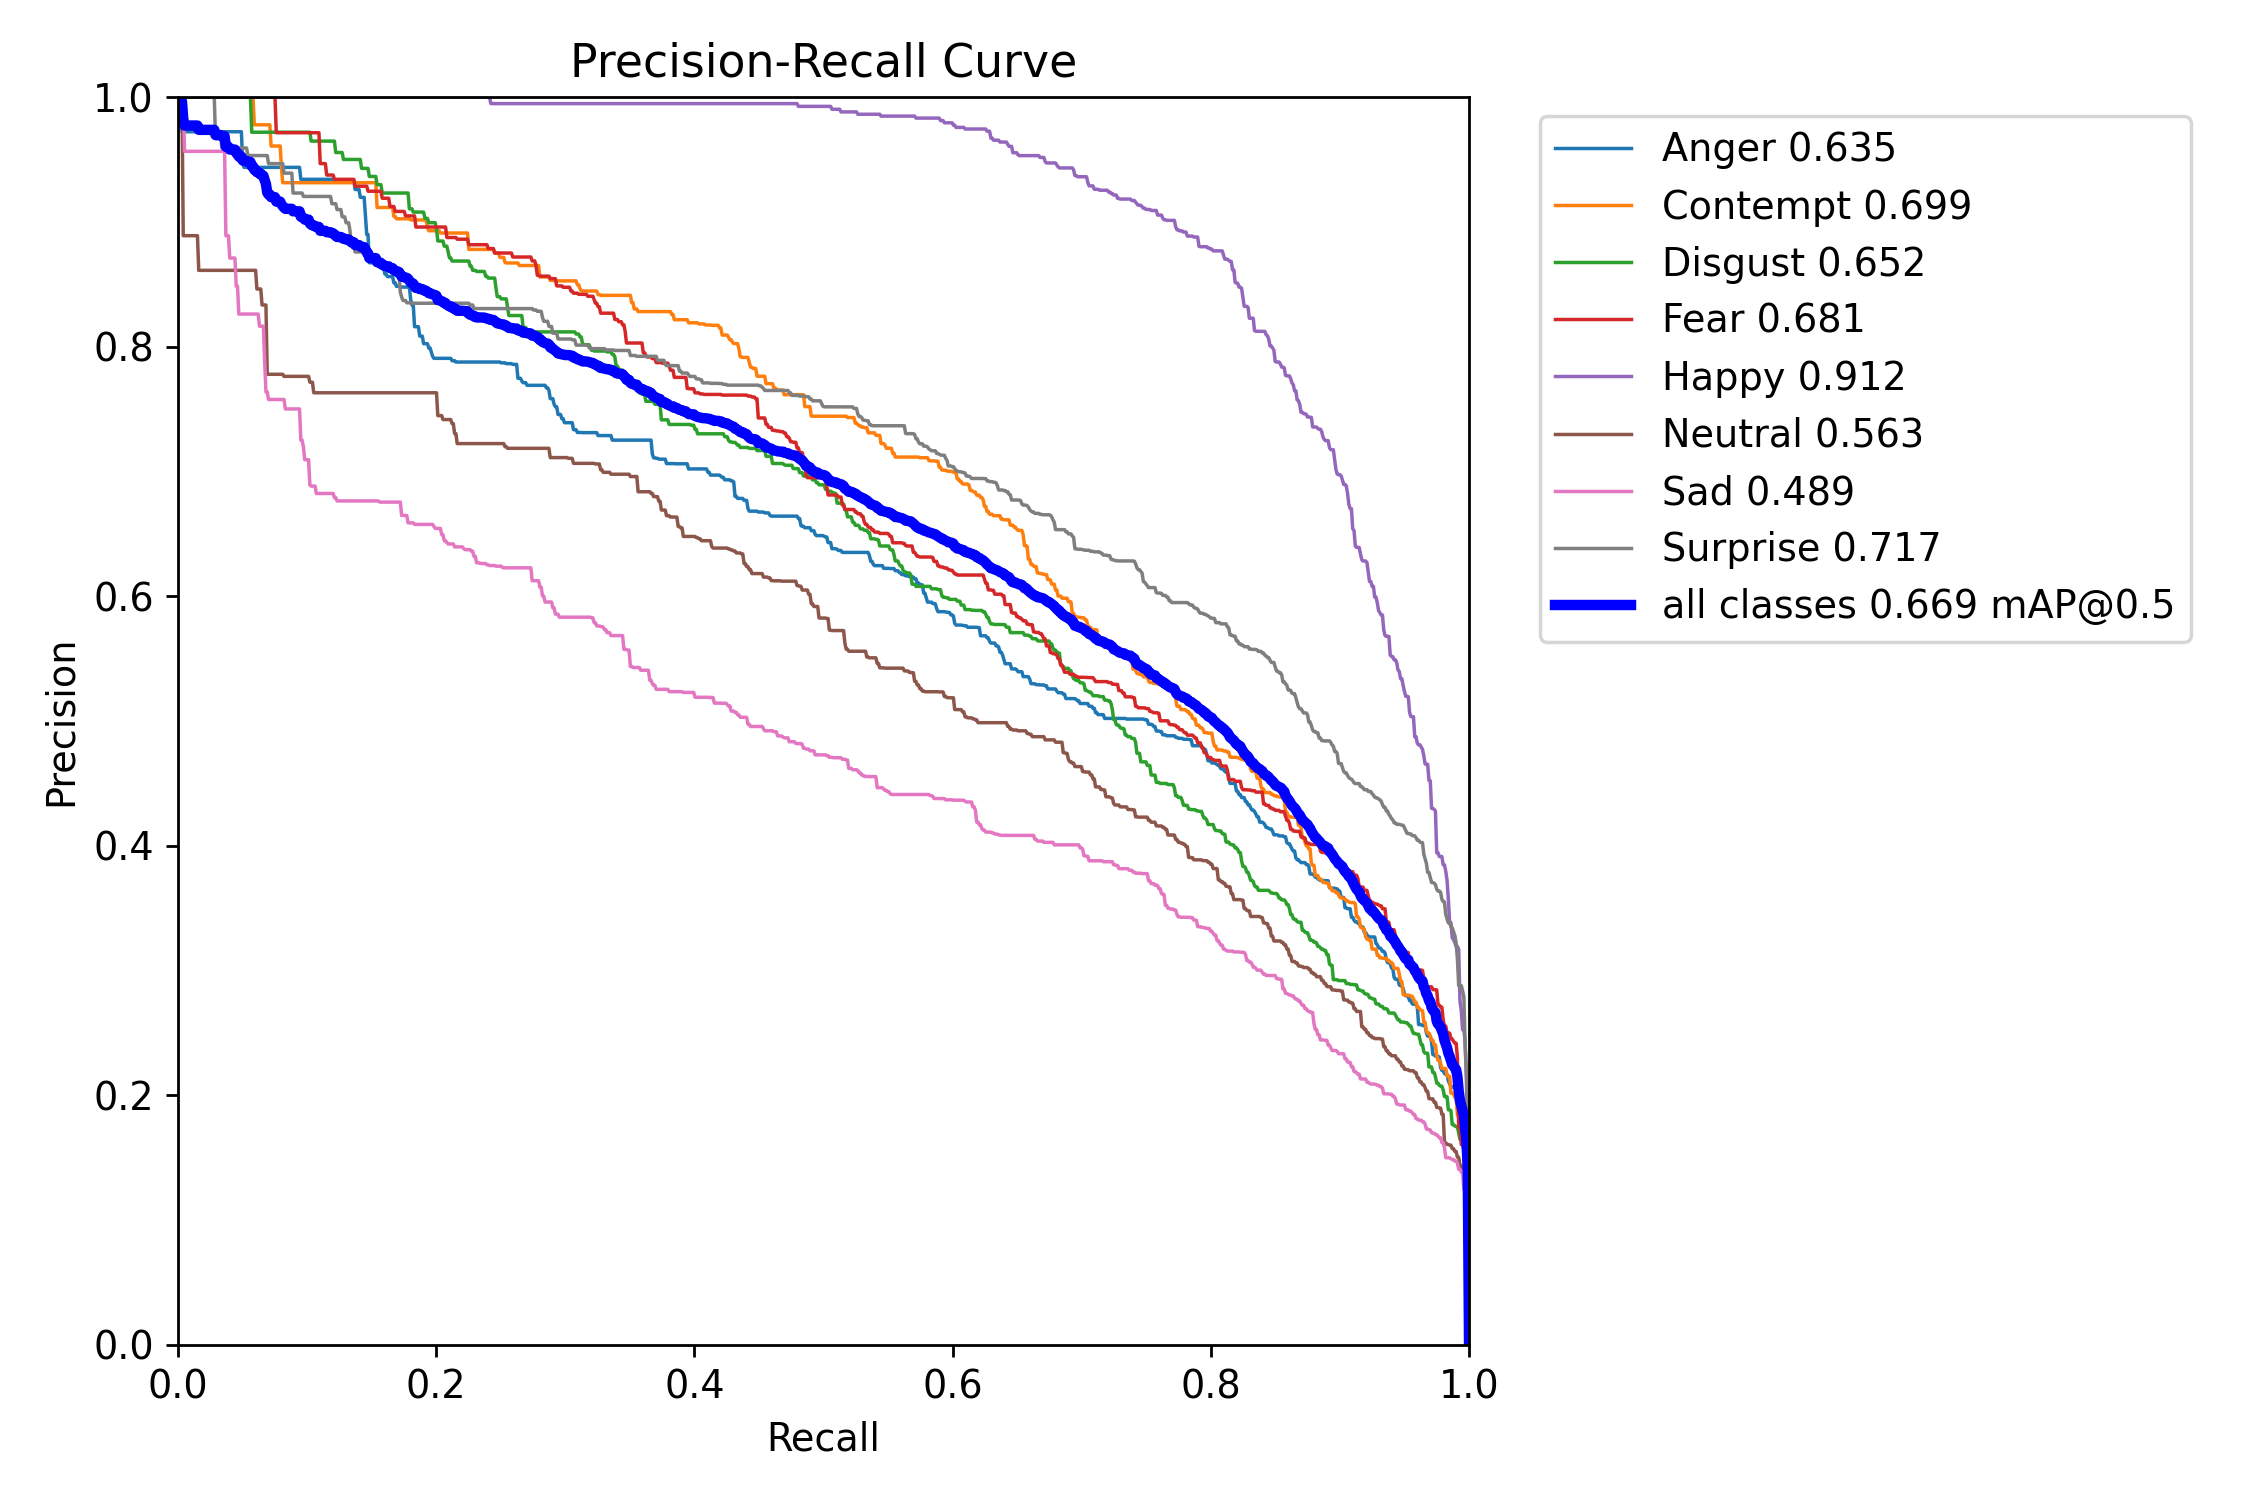 Precision-Recall Curve
1.0
0.8
0.6
0.4
0.2
0.0
Precision
0.0 0.2 0.4 0.6 0.8 1.0
Recall
Anger 0.635
Contempt 0.699
Disgust 0.652
Fear 0.681
Happy 0.912
Neutral 0.563
Sad 0.489
Surprise 0.717
all classes 0.669 mAP@0.5